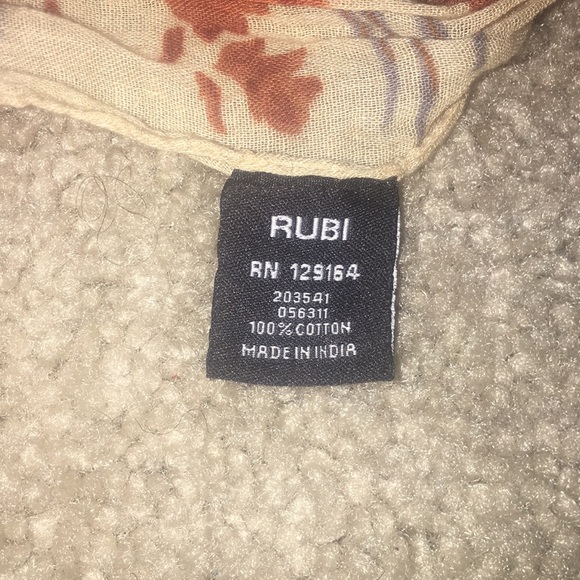 RUBI
RN 129164
203541
056311
100% COTTON
MADE IN INDIA